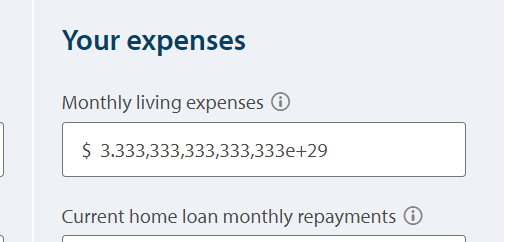 Your expenses
Monthly living expenses
$ 3.333,333,333,333,333e+29
Current home loan monthly repayments